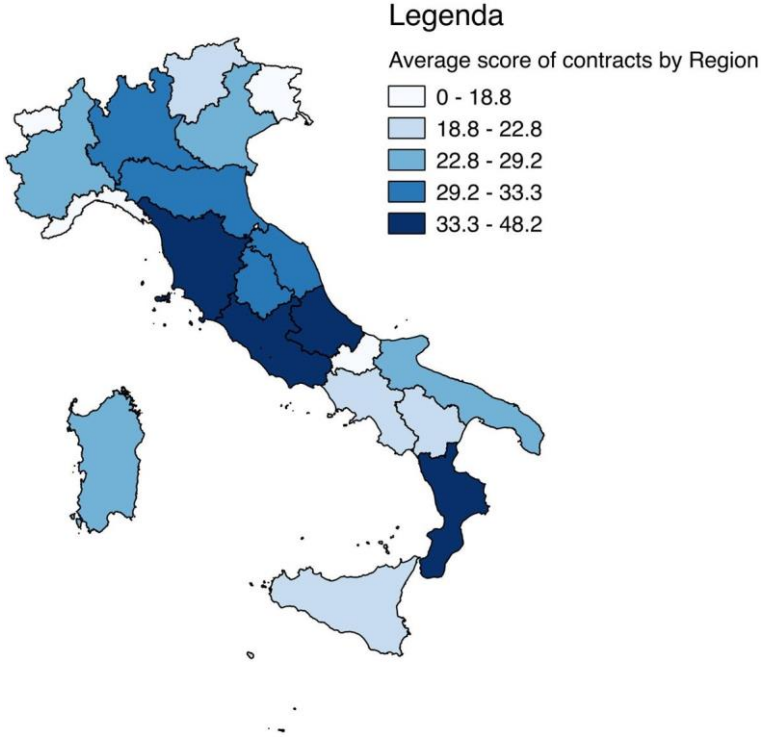 Legenda
Average score of contracts by Region
0 - 18.8
18.8 - 22.8
22.8 - 29.2
29.2 - 33.3
33.3 - 48.2